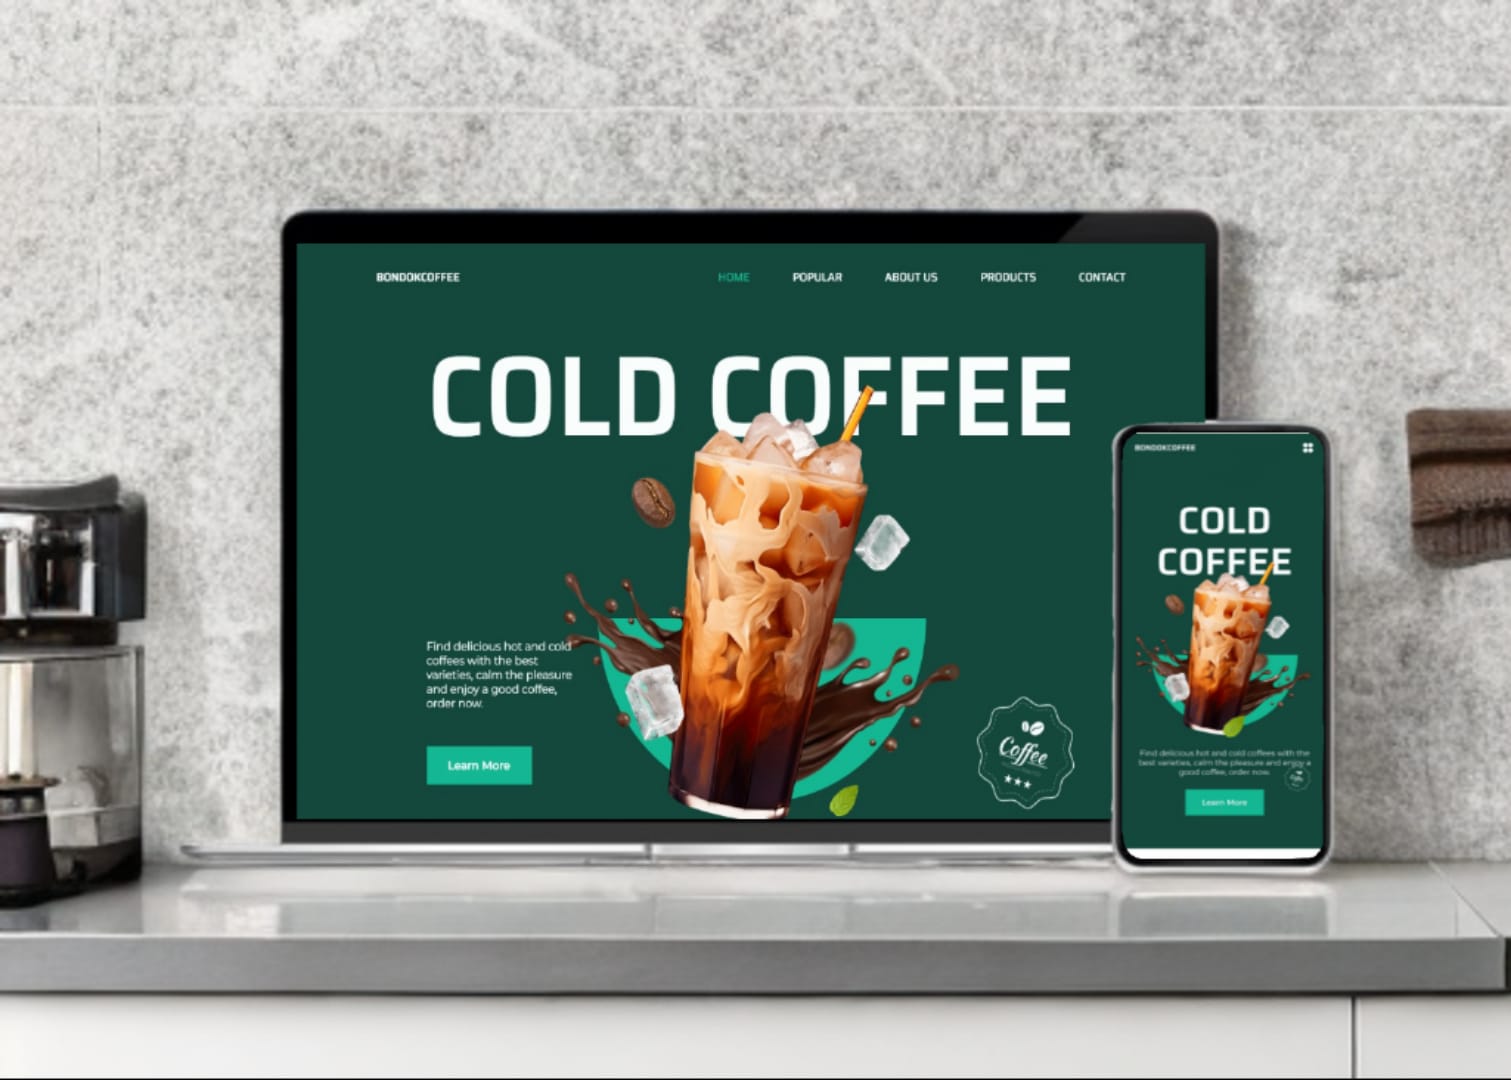 BONDOKCOFFEE
HOME
POPULAR
ABOUT US
PRODUCTS
CONTACT
COLD COFFEE
Find delicious hot and cold
coffees with the best
varieties, calm the pleasure
and enjoy a good coffee,
order now.
Learn More
Coffee
BONDOKCOFFEE
COLD
COFFEE
Find delicious hot and cold coffees with the
best varieties, calm the pleasure and enjoy a
good coffee, order now.
Learn More